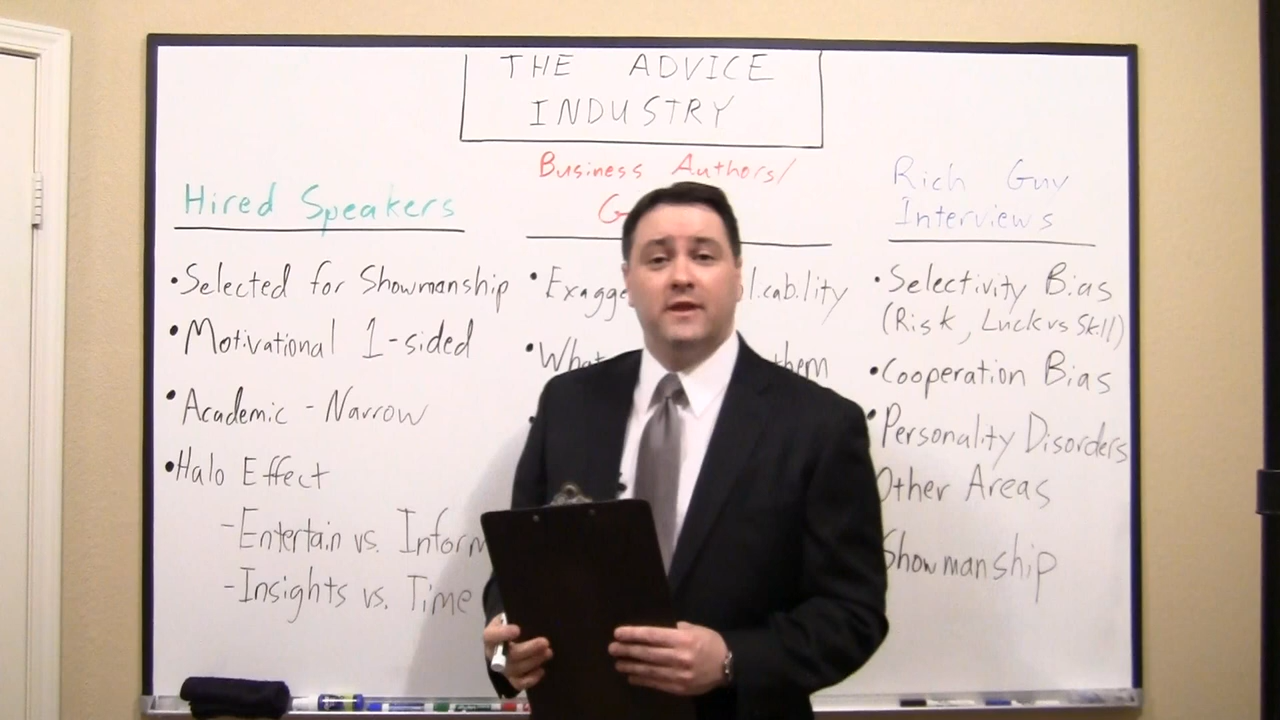 THE ADVICE
INDUSTRY
Hired Speakers
•Selected for Showmanship
•Motivational 1-sided
•Academic - Narrow
•Halo Effect
-Entertain vs. Inform
-Insights vs. Time
Business Authors/
•
•What them
Rich Guy
Interviews
•Selectivity Bias
(Risk, Luck vs Skill)
•Cooperation Bias
•Personality Disorders
Other Areas
Showmanship